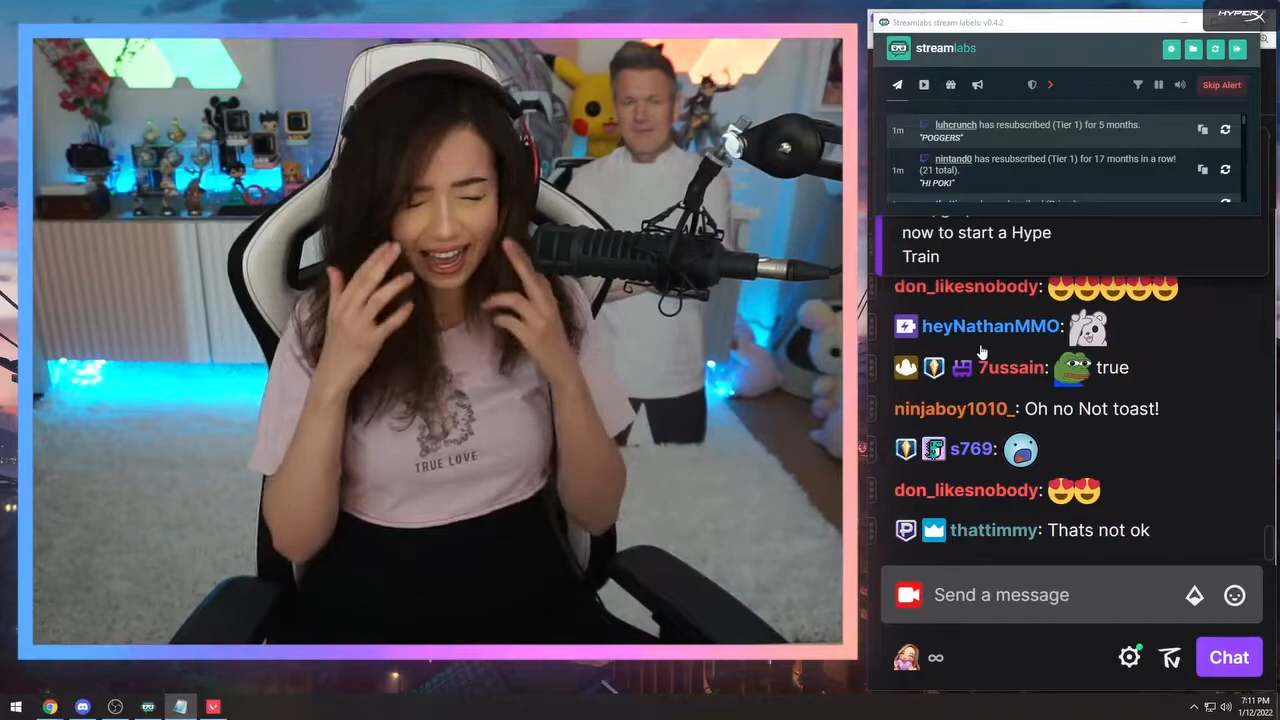 HYPERX
Streamlabs stream labels: v0.4.2
streamlabs
Skip Alert
1m
luhcrunch has resubscribed (Tier 1) for 5 months.
"POGGERS"
1m
nintand0 has resubscribed (Tier 1) for 17 months in a row!
(21 total).
"HI POKI"
now to start a Hype
Train
don_likesnobody:
heyNathanMMO:
7ussain: true
ninjaboy1010_: Oh no Not toast!
s769:
don_likesnobody:
thattimmy: Thats not ok
Send a message
∞
Chat
TRUE LOVE
7:11 PM
1/12/2022